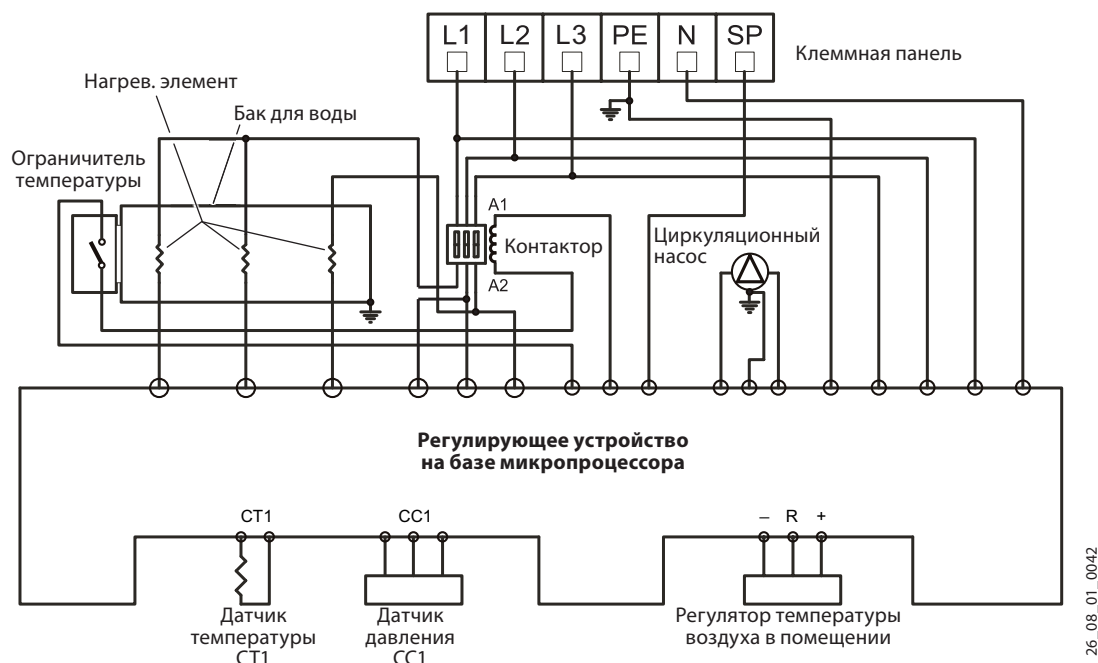 L1 L2 L3 PE N SP
Клеммная панель
Нагрев. элемент
Бак для воды
Ограничитель
температуры
A1
Контактор
A2
Циркуляционный
насос
Регулирующее устройство
на базе микропроцессора
CT1
CC1
– R +
Датчик
температуры
CT1
Датчик
давления
CC1
Регулятор температуры
воздуха в помещении
26_08_01_0042